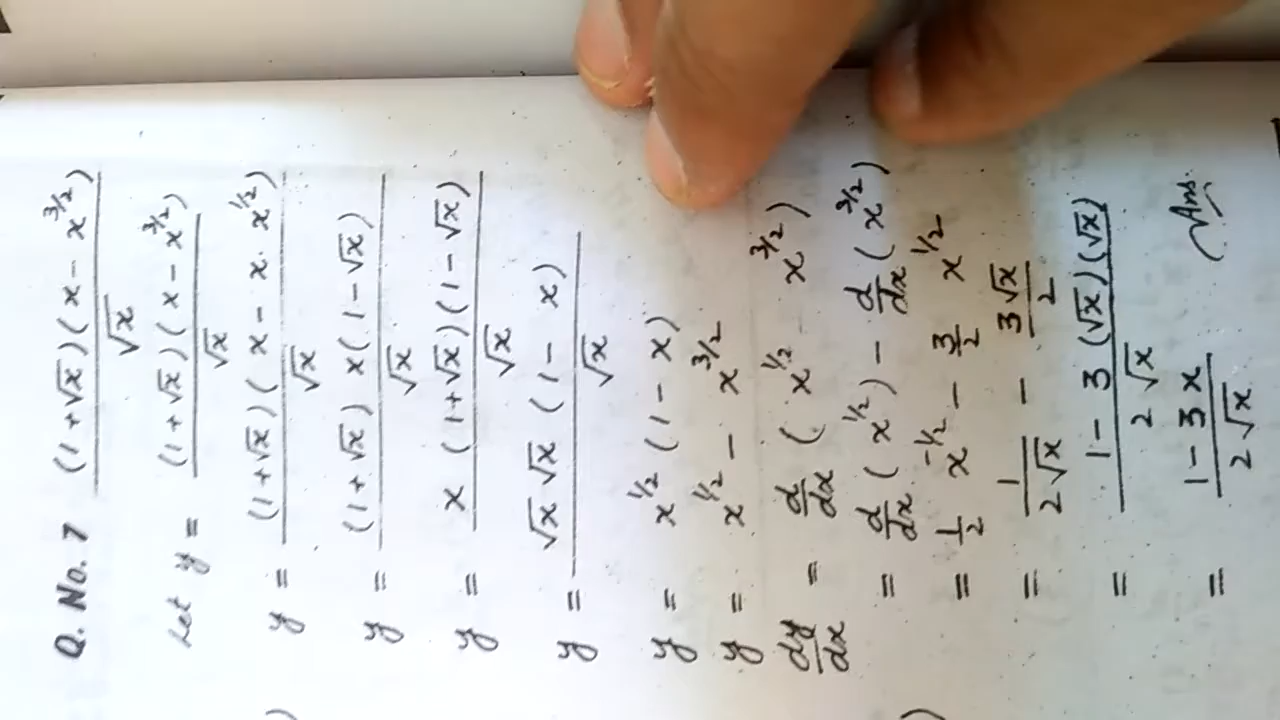 Q. No. 7 (1+√x)(x - x^3/2) / √x
Let y = (1+√x)(x - x^3/2) / √x
y = (1+√x)(x - x. x^1/2) / √x
y = (1+√x) x(1-√x) / √x
y = x (1+√x)(1-√x) / √x
y = √x √x (1 - x) / √x
y = x^1/2 (1 - x)
y = x^1/2 - x^3/2
dy/dx = d/dx ( x^1/2 - x^3/2 )
= d/dx ( x^1/2 ) - d/dx ( x^3/2 )
= 1/2 x^-1/2 - 3/2 x^1/2
= 1/2√x - 3√x/2
= 1 - 3 (√x)(√x) / 2√x
= 1 - 3x / 2√x Ans.